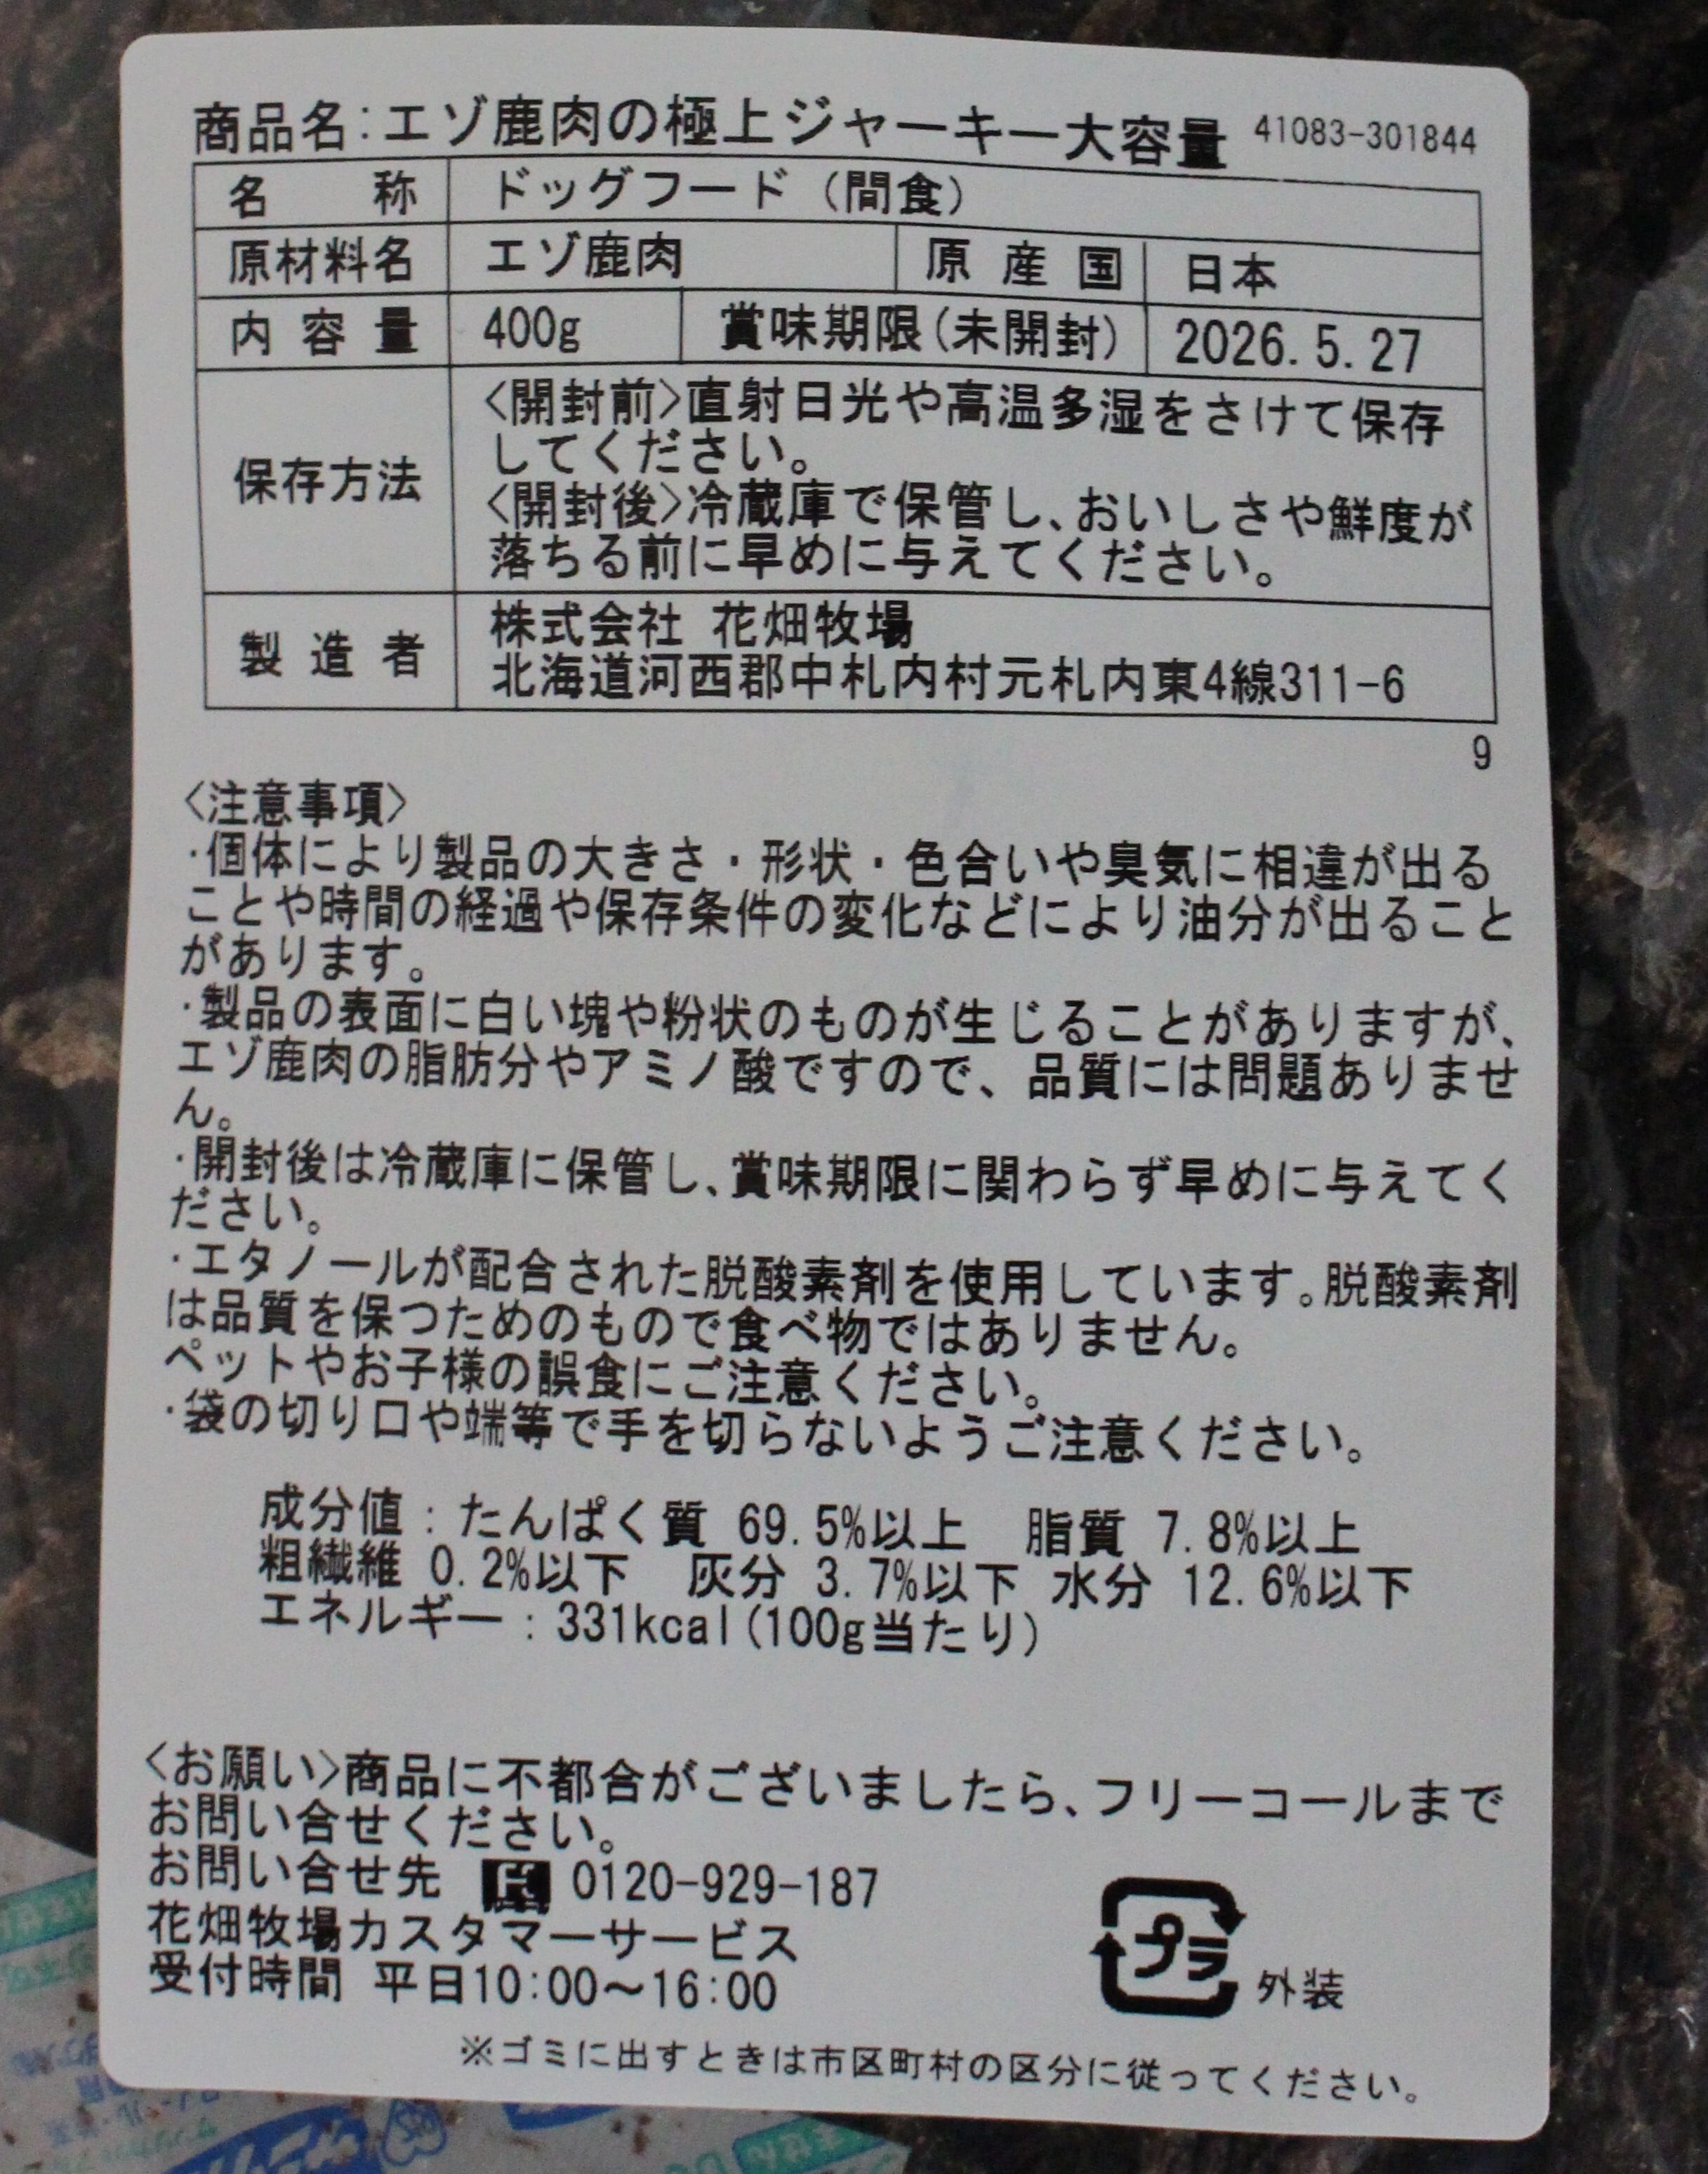 商品名:エゾ鹿肉の極上ジャーキー大容量 41083-301844
名称 ドッグフード（間食）
原材料名 エゾ鹿肉 原産国 日本
内容量 400g 賞味期限(未開封) 2026.5.27
保存方法
<開封前>直射日光や高温多湿をさけて保存
してください。
<開封後>冷蔵庫で保管し、おいしさや鮮度が
落ちる前に早めに与えてください。
製造者
株式会社 花畑牧場
北海道河西郡中札内村元札内東4線311-6
9
<注意事項>
・個体により製品の大きさ・形状・色合いや臭気に相違が出る
ことや時間の経過や保存条件の変化などにより油分が出ること
があります。
・製品の表面に白い塊や粉状のものが生じることがありますが、
エゾ鹿肉の脂肪分やアミノ酸ですので、品質には問題ありませ
ん。
・開封後は冷蔵庫に保管し、賞味期限に関わらず早めに与えてく
ださい。
・エタノールが配合された脱酸素剤を使用しています。脱酸素剤
は品質を保つためのもので食べ物ではありません。
ペットやお子様の誤食にご注意ください。
・袋の切り口や端等で手を切らないようご注意ください。
成分値：たんぱく質 69.5%以上 脂質 7.8%以上
粗繊維 0.2%以下 灰分 3.7%以下 水分 12.6%以下
エネルギー：331kcal(100g当たり)
<お願い>商品に不都合がございましたら、フリーコールまで
お問い合せください。
お問い合せ先 0120-929-187
花畑牧場カスタマーサービス
受付時間 平日10:00～16:00
プラ 外装
※ゴミに出すときは市区町村の区分に従ってください。